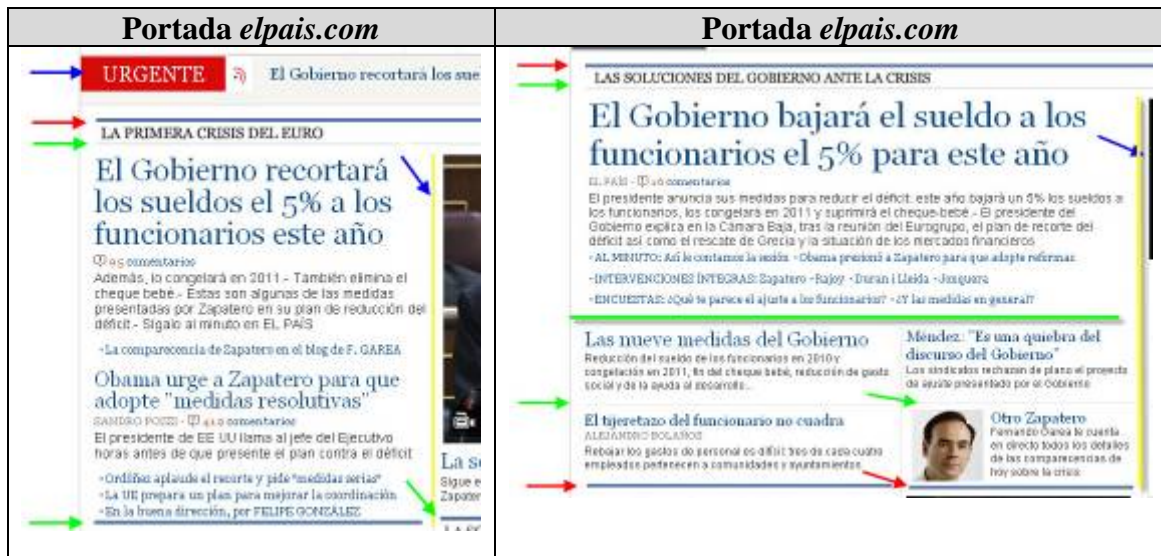 Portada elpais.com
URGENTE El Gobierno recortará los sue
LA PRIMERA CRISIS DEL EURO
El Gobierno recortará
los sueldos el 5% a los
funcionarios este año
95 comentarios
Además, lo congelará en 2011.- También elimina el
cheque bebé.- Estas son algunas de las medidas
presentadas por Zapatero en su plan de reducción del
déficit.- Sígalo al minuto en EL PAÍS
La comparecencia de Zapatero en el blog de F. GAREA
Obama urge a Zapatero para que
adopte "medidas resolutivas"
SANDRO POZZI - 410 comentarios
El presidente de EE UU llama al jefe del Ejecutivo
horas antes de que presente el plan contra el déficit
Ordóñez aplaude el recorte y pide "medidas serias"
La UE prepara un plan para mejorar la coordinación
En la buena dirección, por FELIPE GONZÁLEZ
La s
Sigue e
Zapater
Portada elpais.com
LAS SOLUCIONES DEL GOBIERNO ANTE LA CRISIS
El Gobierno bajará el sueldo a los
funcionarios el 5% para este año
EL PAÍS - 16 comentarios
El presidente anuncia sus medidas para reducir el déficit: este año bajará un 5% los sueldos a
los funcionarios, los congelará en 2011 y suprimirá el cheque-bebé.- El presidente del
Gobierno explica en la Cámara Baja, tras la reunión del Eurogrupo, el plan de recorte del
déficit así como el rescate de Grecia y la situación de los mercados financieros
AL MINUTO: Así le contamos la sesión - Obama presionó a Zapatero para que adopte reformas
INTERVENCIONES ÍNTEGRAS: Zapatero - Rajoy - Duran i Lleida - Jonquera
ENCUESTAS: ¿Qué te parece el ajuste a los funcionarios? - ¿Y las medidas en general?
Las nueve medidas del Gobierno
Reducción del sueldo de los funcionarios en 2010 y
congelación en 2011, fin del cheque bebé, reducción de gasto
social y de la ayuda al desarrollo...
Méndez: "Es una quiebra del
discurso del Gobierno"
Los sindicatos rechazan de plano el proyecto
de ajuste presentado por el Gobierno
El tijeretazo del funcionario no cuadra
ALEJANDRO BOLAÑOS
Rebajar los gastos de personal es difícil: tres de cada cuatro
empleados pertenecen a comunidades y ayuntamientos
Otro Zapatero
Fernando Garea te cuenta
en directo todos los detalles
de las comparecencias de
hoy sobre la crisis